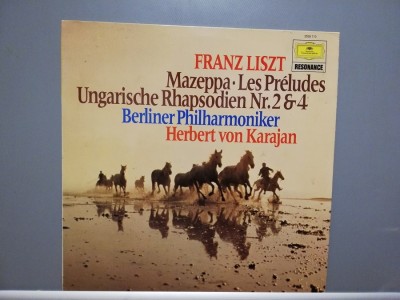 FRANZ LISZT
Mazeppa · Les Préludes
Ungarische Rhapsodien Nr. 2 & 4
Berliner Philharmoniker
Herbert von Karajan
RESONANCE